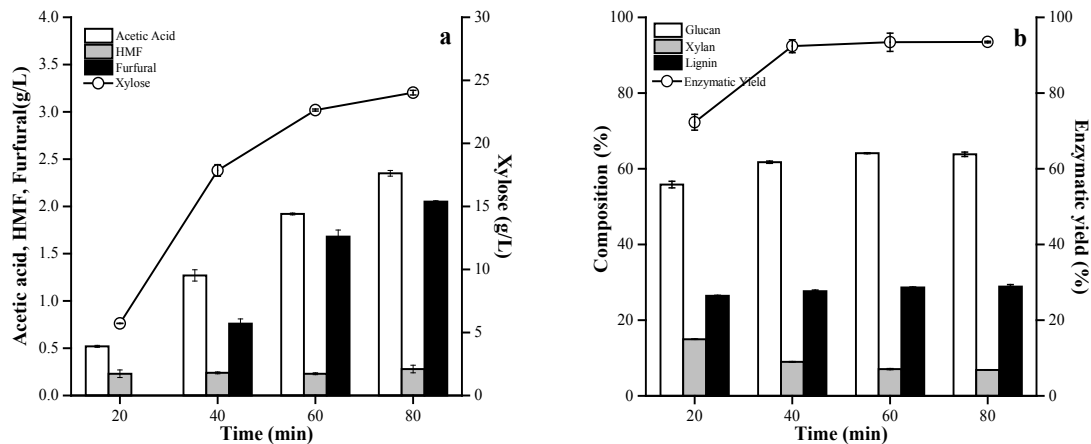 a
Acetic Acid
HMF
Furfural
Xylose
Acetic acid, HMF, Furfural(g/L)
4.0
3.5
3.0
2.5
2.0
1.5
1.0
0.5
0.0
Xylose (g/L)
30
25
20
15
10
5
0
20 40 60 80
Time (min)
b
Glucan
Xylan
Lignin
Enzymatic Yield
Composition (%)
100%
80%
60 %
40 %
20 %
0 %
Enzymatic yield (%)
100
80
60
40
20
0
20 40 60 80
Time (min)